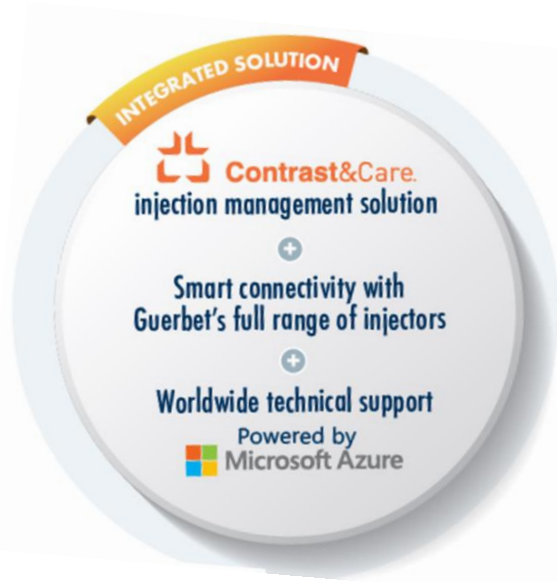 INTEGRATED SOLUTION
Contrast&Care.
injection management solution
+
Smart connectivity with
Guerbet's full range of injectors
+
Worldwide technical support
Powered by
Microsoft Azure